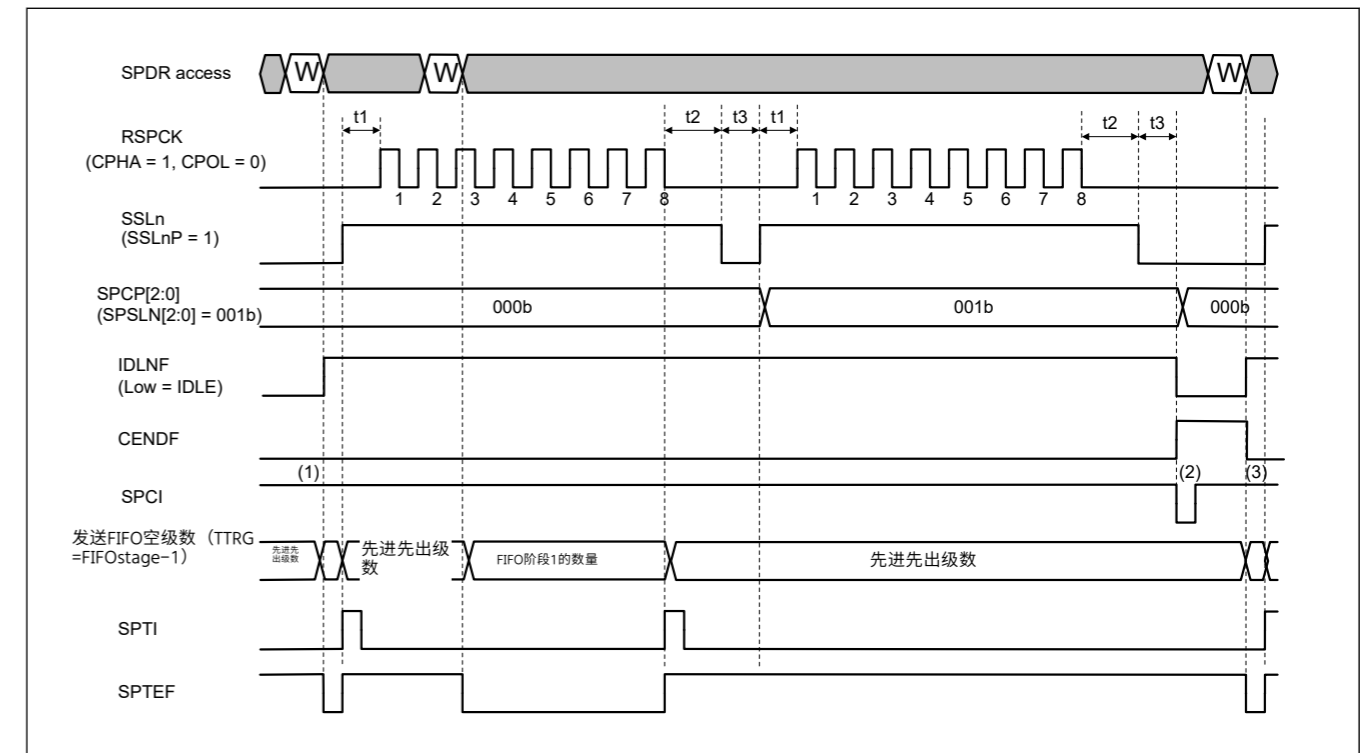 SPDR access
W W W
t1 t2 t3 t1 t2 t3
RSPCK
(CPHA = 1, CPOL = 0)
1 2 3 4 5 6 7 8 1 2 3 4 5 6 7 8
SSLn
(SSLnP = 1)
SPCP[2:0]
(SPSLN[2:0] = 001b)
000b 001b 000b
IDLNF
(Low = IDLE)
CENDF
(1) (2) (3)
SPCI
发送FIFO空级数（TTRG
=FIFOstage−1）
先进先
出级数
先进先出级
数
FIFO阶段1的数量
先进先出级数
SPTI
SPTEF